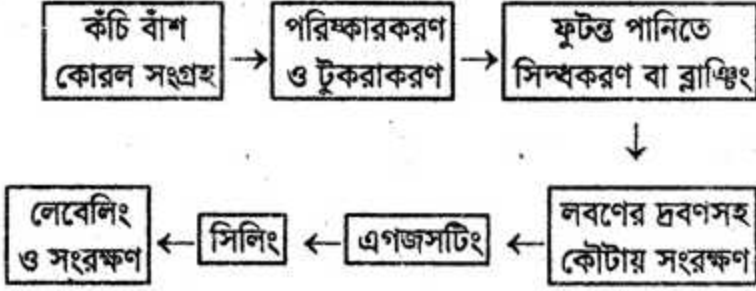 কঁচি বাঁশ
কোরল সংগ্রহ
পরিষ্কারকরণ
ও টুকরাকরণ
ফুটন্ত পানিতে
সিদ্ধকরণ বা ব্লাঞ্চিং
লবণের দ্রবণসহ
কৌটায় সংরক্ষণ
এগজসটিং
সিলিং
লেবেলিং
ও সংরক্ষণ